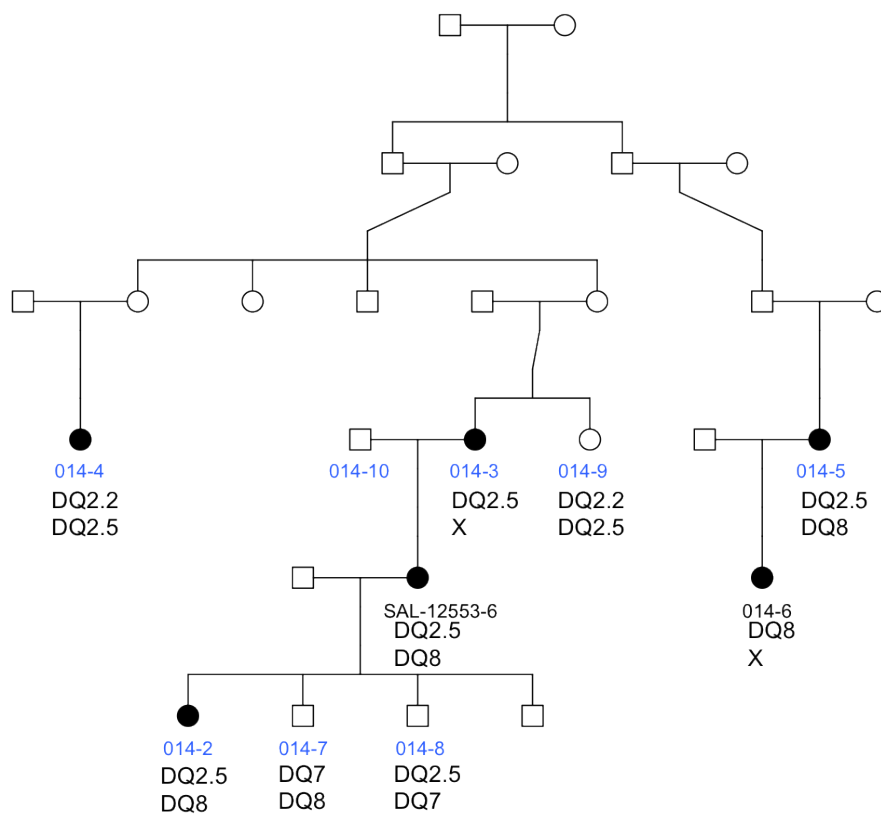 014-4
DQ2.2
DQ2.5
014-10
014-3
DQ2.5
X
014-9
DQ2.2
DQ2.5
014-5
DQ2.5
DQ8
SAL-12553-6
DQ2.5
DQ8
014-6
DQ8
X
014-2
DQ2.5
DQ8
014-7
DQ7
DQ8
014-8
DQ2.5
DQ7